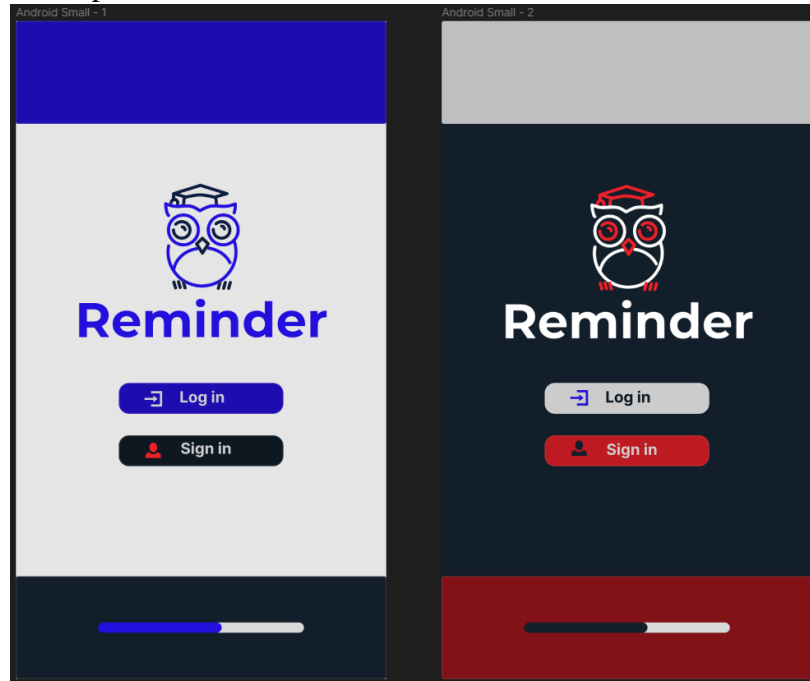 Android Small - 1
Reminder
Log in
Sign in
Android Small - 2
Reminder
Log in
Sign in